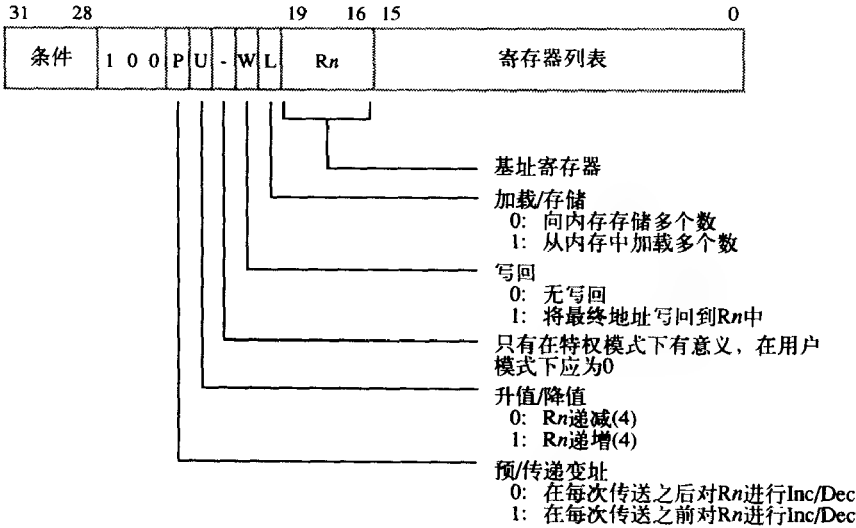 31 28 19 16 15 0
条件 1 0 0 P U - W L Rn 寄存器列表
基址寄存器
加载/存储
0: 向内存存储多个数
1: 从内存中加载多个数
写回
0: 无写回
1: 将最终地址写回到Rn中
只有在特权模式下有意义，在用户
模式下应为0
升值/降值
0: Rn递减(4)
1: Rn递增(4)
预/传递变址
0: 在每次传送之后对Rn进行Inc/Dec
1: 在每次传送之前对Rn进行Inc/Dec